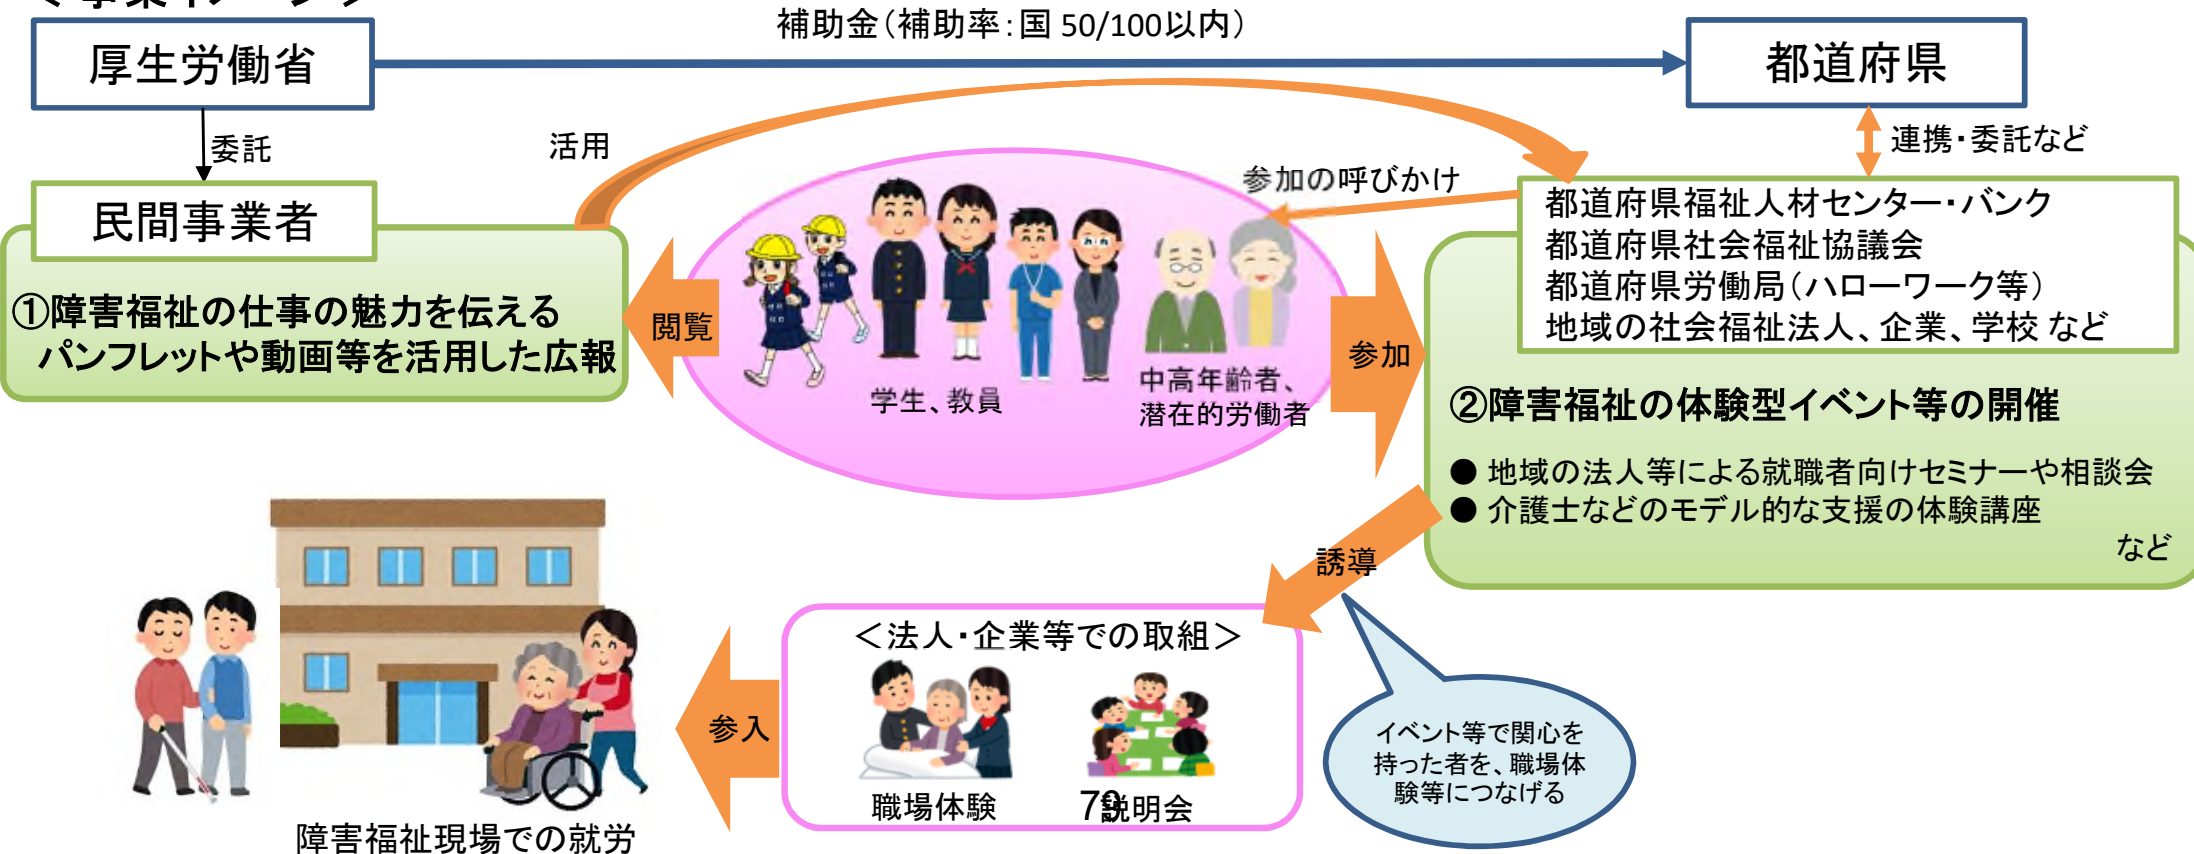 補助金（補助率：国 50/100以内）
厚生労働省
都道府県
委託
活用
連携・委託など
民間事業者
①障害福祉の仕事の魅力を伝える
パンフレットや動画等を活用した広報
閲覧
学生、教員
中高年齢者、
潜在的労働者
参加の呼びかけ
参加
都道府県福祉人材センター・バンク
都道府県社会福祉協議会
都道府県労働局（ハローワーク等）
地域の社会福祉法人、企業、学校 など
②障害福祉の体験型イベント等の開催
● 地域の法人等による就職者向けセミナーや相談会
● 介護士などのモデル的な支援の体験講座
など
誘導
イベント等で関心を
持った者を、職場体
験等につなげる
＜法人・企業等での取組＞
職場体験
説明会
79
参入
障害福祉現場での就労